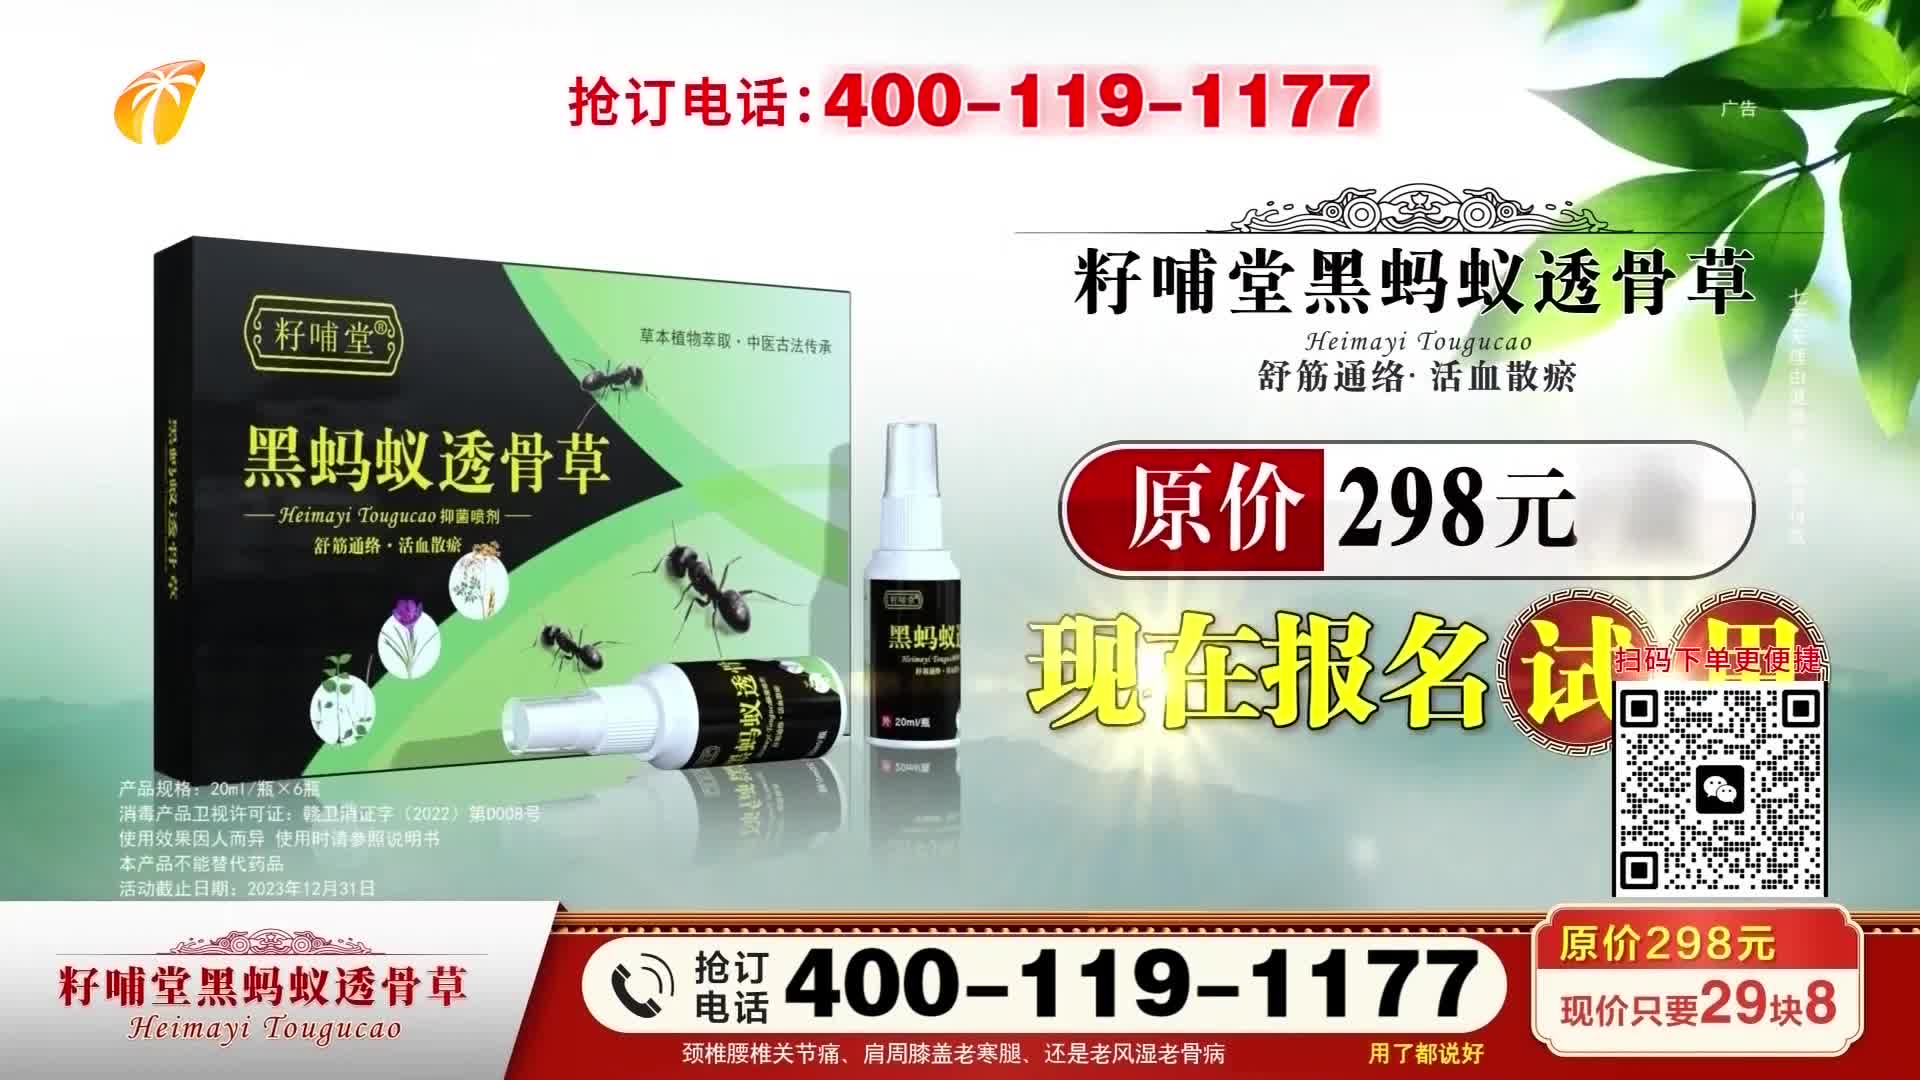 抢订电话：400-119-1177
广告
籽哺堂黑蚂蚁透骨草
Heimayi Tougucao
舒筋通络·活血散瘀
籽哺堂®
草本植物萃取·中医古法传承
黑蚂蚁透骨草
Heimayi Tougucao 抑菌喷剂
舒筋通络·活血散瘀
原价 298元
现在报名试用
扫码下单更便捷
籽哺堂
20ml/瓶
产品规格：20ml/瓶×6瓶
消毒产品卫视许可证：赣卫消证字（2022）第D008号
使用效果因人而异 使用时请参照说明书
本产品不能替代药品
活动截止日期：2023年12月31日
籽哺堂黑蚂蚁透骨草
Heimayi Tougucao
抢订电话 400-119-1177
原价298元
现价只要29块8
颈椎腰椎关节痛、肩周膝盖老寒腿、还是老风湿老骨病 用了都说好